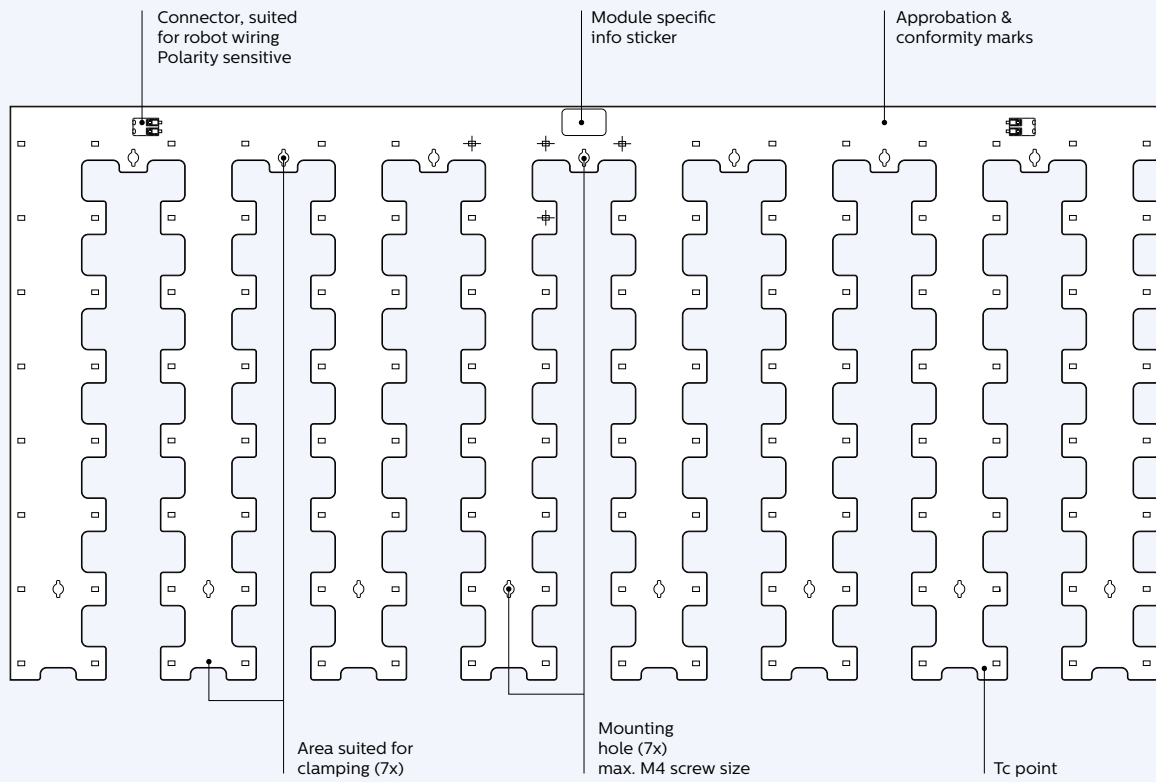 Connector, suited
for robot wiring
Polarity sensitive
Module specific
info sticker
Approbation &
conformity marks
Area suited for
clamping (7x)
Mounting
hole (7x)
max. M4 screw size
Tc point